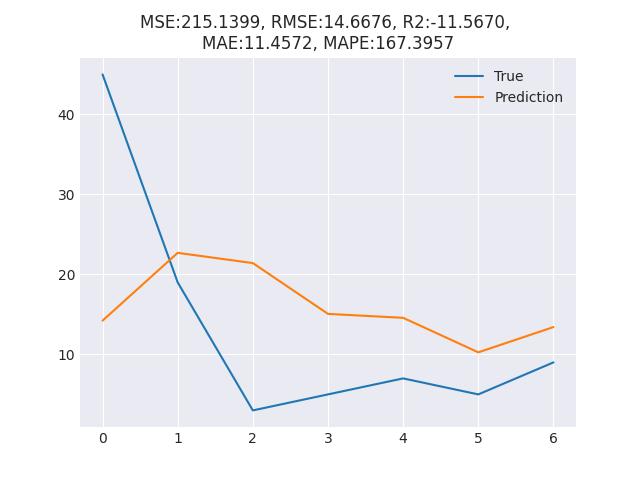 MSE:215.1399, RMSE:14.6676, R2:-11.5670,
MAE:11.4572, MAPE:167.3957
True
Prediction
40
30
20
10
0 1 2 3 4 5 6